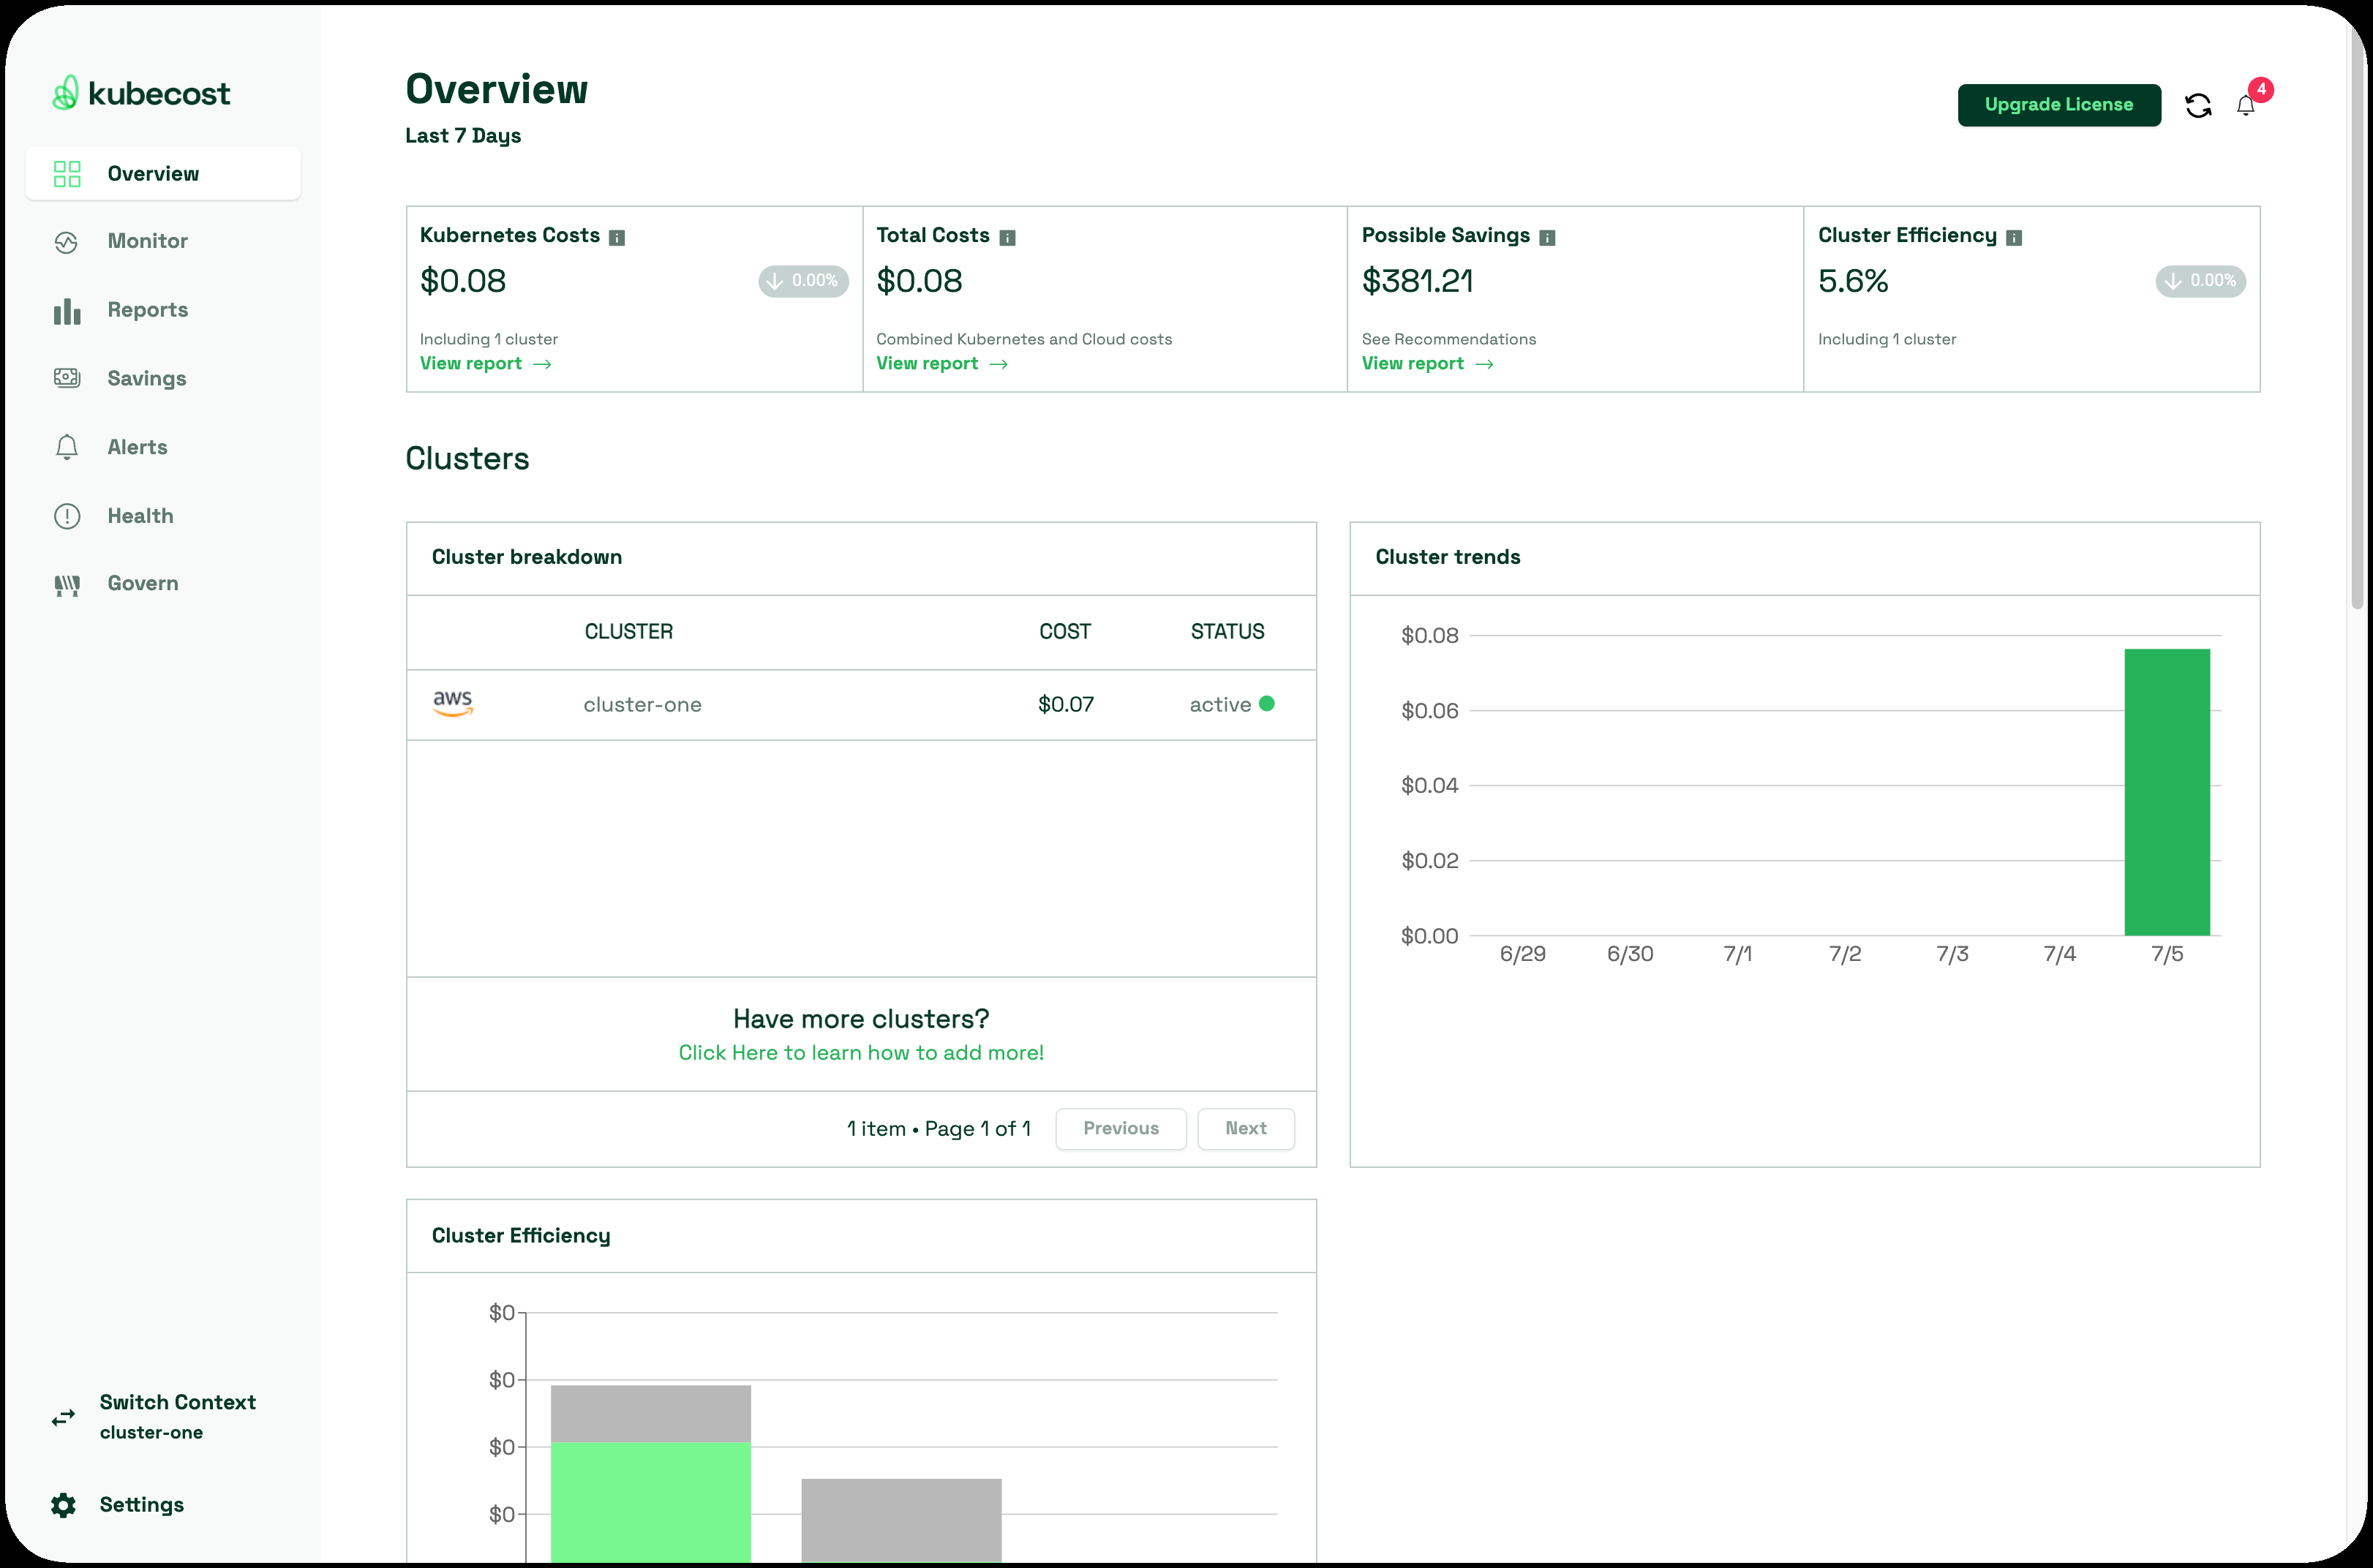 kubecost
Overview
Monitor
Reports
Savings
Alerts
Health
Govern
Switch Context
cluster-one
Settings
Overview
Last 7 Days
Upgrade License
4
Kubernetes Costs
$0.08
0.00%
Including 1 cluster
View report
Total Costs
$0.08
Combined Kubernetes and Cloud costs
View report
Possible Savings
$381.21
See Recommendations
View report
Cluster Efficiency
5.6%
0.00%
Including 1 cluster
Clusters
Cluster breakdown
CLUSTER COST STATUS
aws cluster-one $0.07 active
Have more clusters?
Click Here to learn how to add more!
1 item • Page 1 of 1 Previous Next
Cluster trends
$0.08
$0.06
$0.04
$0.02
$0.00
6/29 6/30 7/1 7/2 7/3 7/4 7/5
Cluster Efficiency
$0
$0
$0
$0